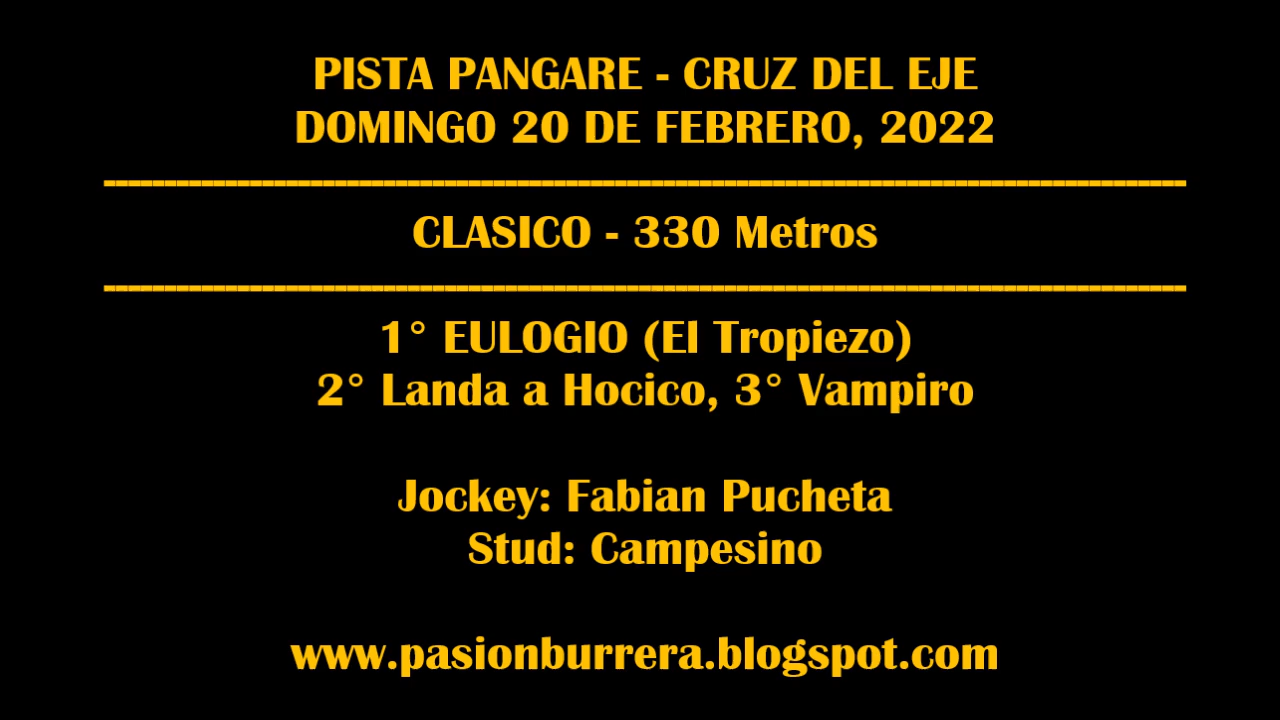 PISTA PANGARE - CRUZ DEL EJE
DOMINGO 20 DE FEBRERO, 2022
CLASICO - 330 Metros
1° EULOGIO (El Tropiezo)
2° Landa a Hocico, 3° Vampiro
Jockey: Fabian Pucheta
Stud: Campesino
www.pasionburrera.blogspot.com